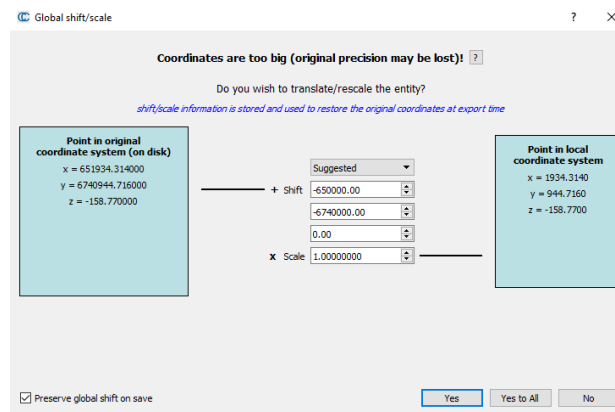 Global shift/scale
?
Coordinates are too big (original precision may be lost)! ?
Do you wish to translate/rescale the entity?
shift/scale information is stored and used to restore the original coordinates at export time
Point in original
coordinate system (on disk)
x = 651934.314000
y = 6740944.716000
z = -158.770000
Suggested
+ Shift -650000.00
-6740000.00
0.00
x Scale 1.00000000
Point in local
coordinate system
x = 1934.3140
y = 944.7160
z = -158.7700
Preserve global shift on save
Yes
Yes to All
No